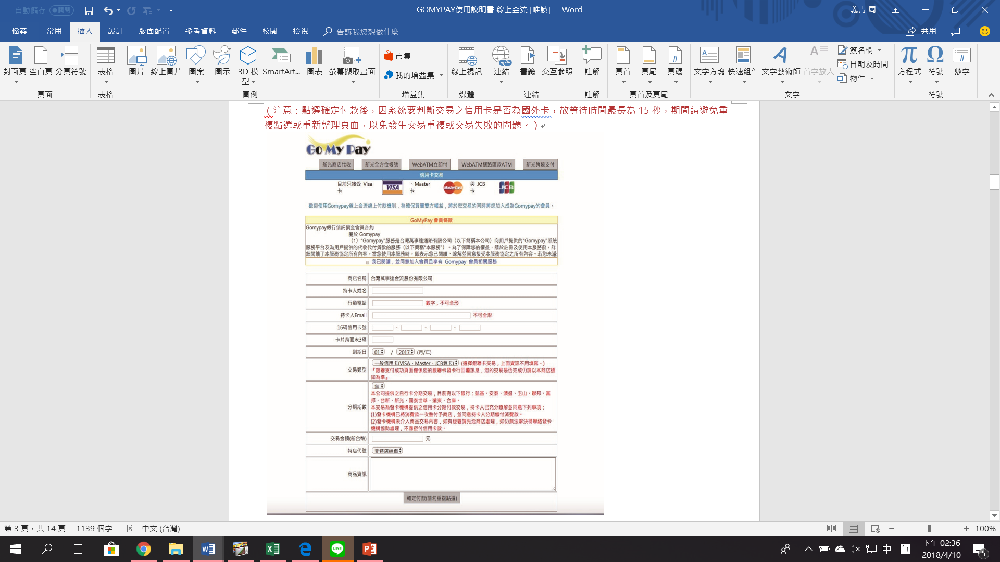 自動儲存 關閉
GOMYPAY使用說明書 線上金流 [唯讀] - Word
義青 周
檔案 常用 插入 設計 版面配置 參考資料 郵件 校閱 檢視 告訴我您想做什麼 共用
封面頁 空白頁 分頁符號 表格 圖片 線上圖片 圖案 圖示 3D 模型 SmartArt... 圖表 螢幕擷取畫面
市集
我的增益集
線上視訊 連結 書籤 交互參照 註解 頁首 頁尾 頁碼 文字方塊 快速組件 文字藝術師 首字放大
簽名欄
日期及時間
物件
方程式 符號 數字
頁面 表格 圖例 增益集 媒體 連結 註解 頁首及頁尾 文字 符號
(注意：點選確定付款後，因系統要判斷交易之信用卡是否為國外卡，故等待時間最長為 15 秒，期間請避免重
複點選或重新整理頁面，以免發生交易重複或交易失敗的問題。)
Go My Pay
新光商店代收 新光全方位帳號 WebATM立即付 WebATM網路匯款ATM 新光跨境支付
信用卡交易
目前只接受 Visa 卡 VISA 、Master 卡 MasterCard 與 JCB 卡 JCB
歡迎使用Gomypay線上金流線上付款機制，為確保買賣雙方權益，將於您交易的同時將您加入成為Gomypay的會員。
GoMyPay 會員條款
Gomypay銀行信託價金會員合約
關於 Gomypay
（1）“Gomypay”服務是台灣萬事達通路有限公司（以下簡稱本公司）向用戶提供的“Gomypay”系統
服務平台及為用戶提供的代收代付貨款的服務（以下簡稱“本服務”）。為了保障您的權益，請於註冊及使用本服務前，詳
細閱讀了本服務協定所有內容。當您使用本服務時，即表示您已閱讀、瞭解並同意接受本服務協定之所有內容。若您未滿
我已閱讀，並同意加入會員且享有 Gomypay 會員相關服務
商店名稱 台灣萬事達金流股份有限公司
持卡人姓名
行動電話 數字，不可全形
持卡人Email 不可全形
16碼信用卡號 - - -
卡片背面末3碼
到期日 01 / 2017 (月/年)
交易類型 一般信用卡(VISA、Master、JCB等卡) (選擇銀聯卡交易，上面資訊不用填寫。)
『銀聯支付成功頁面僅係您的銀聯卡發卡行回覆訊息，您的交易是否完成仍請以本商店通
知為準』
分期期數 無
本公司提供之自行卡分期交易，目前有以下銀行：凱基、安泰、澳盛、玉山、聯邦、富
邦、台新、新光、國泰世華、遠東、合庫。
本交易為發卡機構提供之信用卡分期付款交易，持卡人已充分瞭解並同意下列事項：
(1)發卡機構已將消費款一次墊付予商店，並同意持卡人分期繳付消費款。
(2)發卡機構未介入商品交易內容，如有疑義請先洽商店處理，如仍無法解決得聯絡發卡
機構協助處理，不應拒付信用卡款。
交易金額(新台幣) 元
特店代號 非特店組織
商品資訊
確定付款(請勿重複點選)
第 3 頁，共 14 頁 1139 個字 中文 (台灣) 100%
LINE
中
下午 02:36
2018/4/10
5